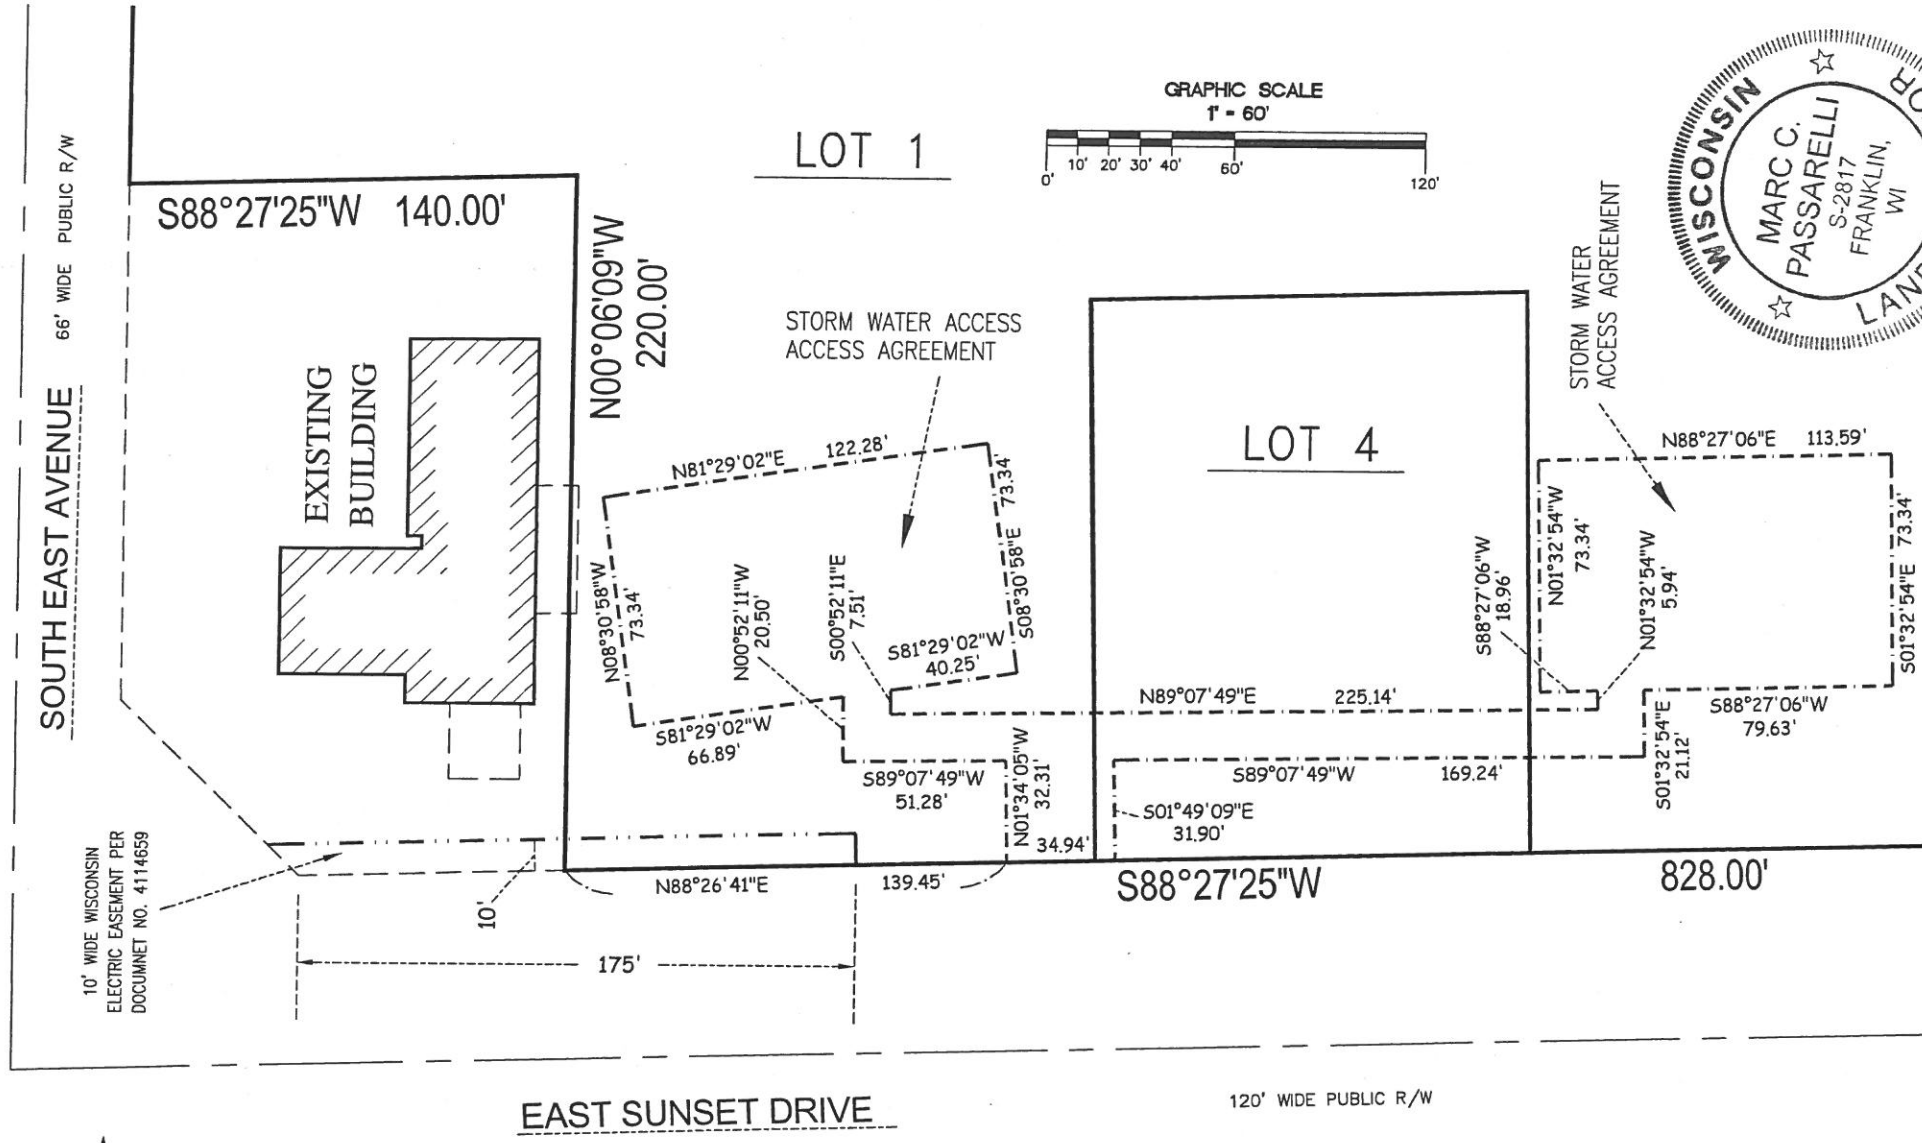 GRAPHIC SCALE
1" = 60'
0' 10' 20' 30' 40' 60' 120'
LOT 1
WISCONSIN
MARC C.
PASSARELLI
S-2817
FRANKLIN,
WI
S88°27'25"W 140.00'
66' WIDE PUBLIC R/W
SOUTH EAST AVENUE
N00°06'09"W
220.00'
STORM WATER ACCESS
ACCESS AGREEMENT
STORM WATER
ACCESS AGREEMENT
EXISTING
BUILDING
LOT 4
N81°29'02"E 122.28'
S08°30'58"E 73.34'
N08°30'58"W
73.34'
N00°52'11"W
20.50'
S00°52'11"E
7.51'
S81°29'02"W
40.25'
S81°29'02"W
66.89'
S89°07'49"W
51.28'
N01°34'05"W
32.31'
34.94'
N89°07'49"E 225.14'
S89°07'49"W 169.24'
S01°49'09"E
31.90'
N88°27'06"E 113.59'
N01°32'54"W
73.34'
S88°27'06"W
18.96'
N01°32'54"W
5.94'
S01°32'54"E 73.34'
S88°27'06"W
79.63'
S01°32'54"E
21.12'
10' WIDE WISCONSIN
ELECTRIC EASEMENT PER
DOCUMNET NO. 4114659
10'
175'
N88°26'41"E 139.45'
S88°27'25"W 828.00'
EAST SUNSET DRIVE
120' WIDE PUBLIC R/W